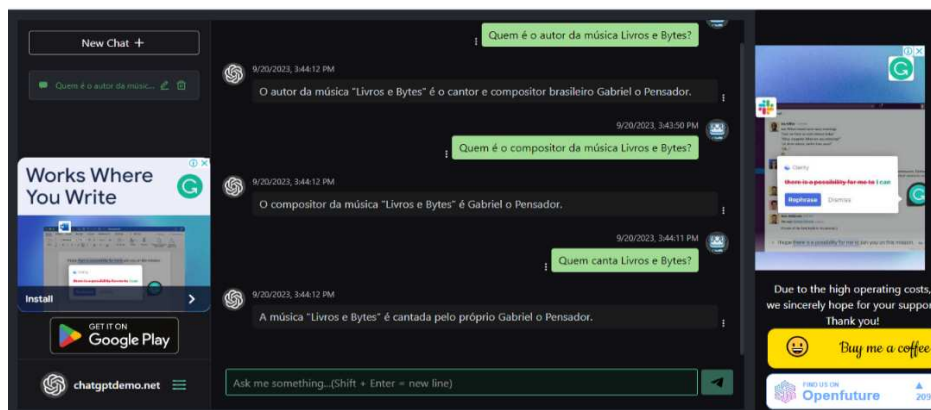 New Chat +
Quem é o autor da músic...
Works Where
You Write
Install
GET IT ON
Google Play
chatgptdemo.net
Quem é o autor da música Livros e Bytes?
9/20/2023, 3:44:12 PM
O autor da música "Livros e Bytes" é o cantor e compositor brasileiro Gabriel o Pensador.
9/20/2023, 3:43:50 PM
Quem é o compositor da música Livros e Bytes?
9/20/2023, 3:44:12 PM
O compositor da música "Livros e Bytes" é Gabriel o Pensador.
9/20/2023, 3:44:11 PM
Quem canta Livros e Bytes?
9/20/2023, 3:44:12 PM
A música "Livros e Bytes" é cantada pelo próprio Gabriel o Pensador.
Ask me something...(Shift + Enter = new line)
Clarity
there is a possibility for me to I can
Rephrase Dismiss
Due to the high operating costs,
we sincerely hope for your suppor
Thank you!
Buy me a coffee
FIND US ON
Openfuture
209